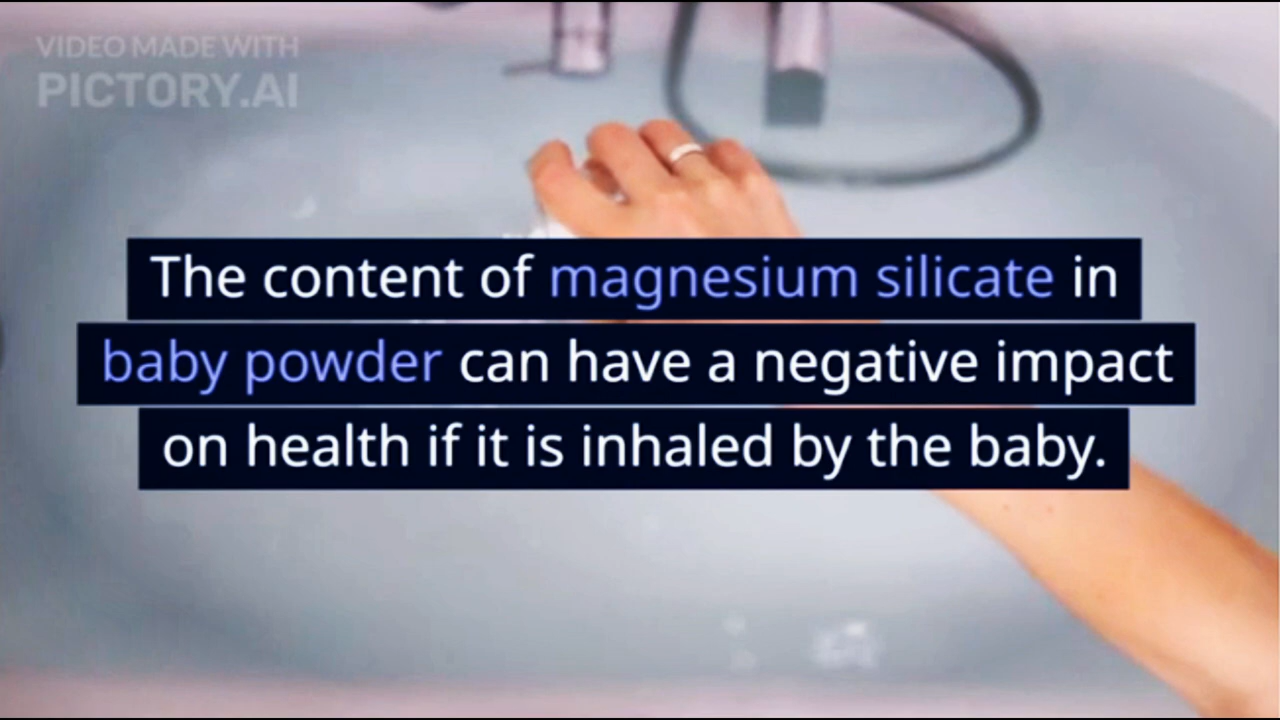 VIDEO MADE WITH
PICTORY.AI
The content of magnesium silicate in
baby powder can have a negative impact
on health if it is inhaled by the baby.